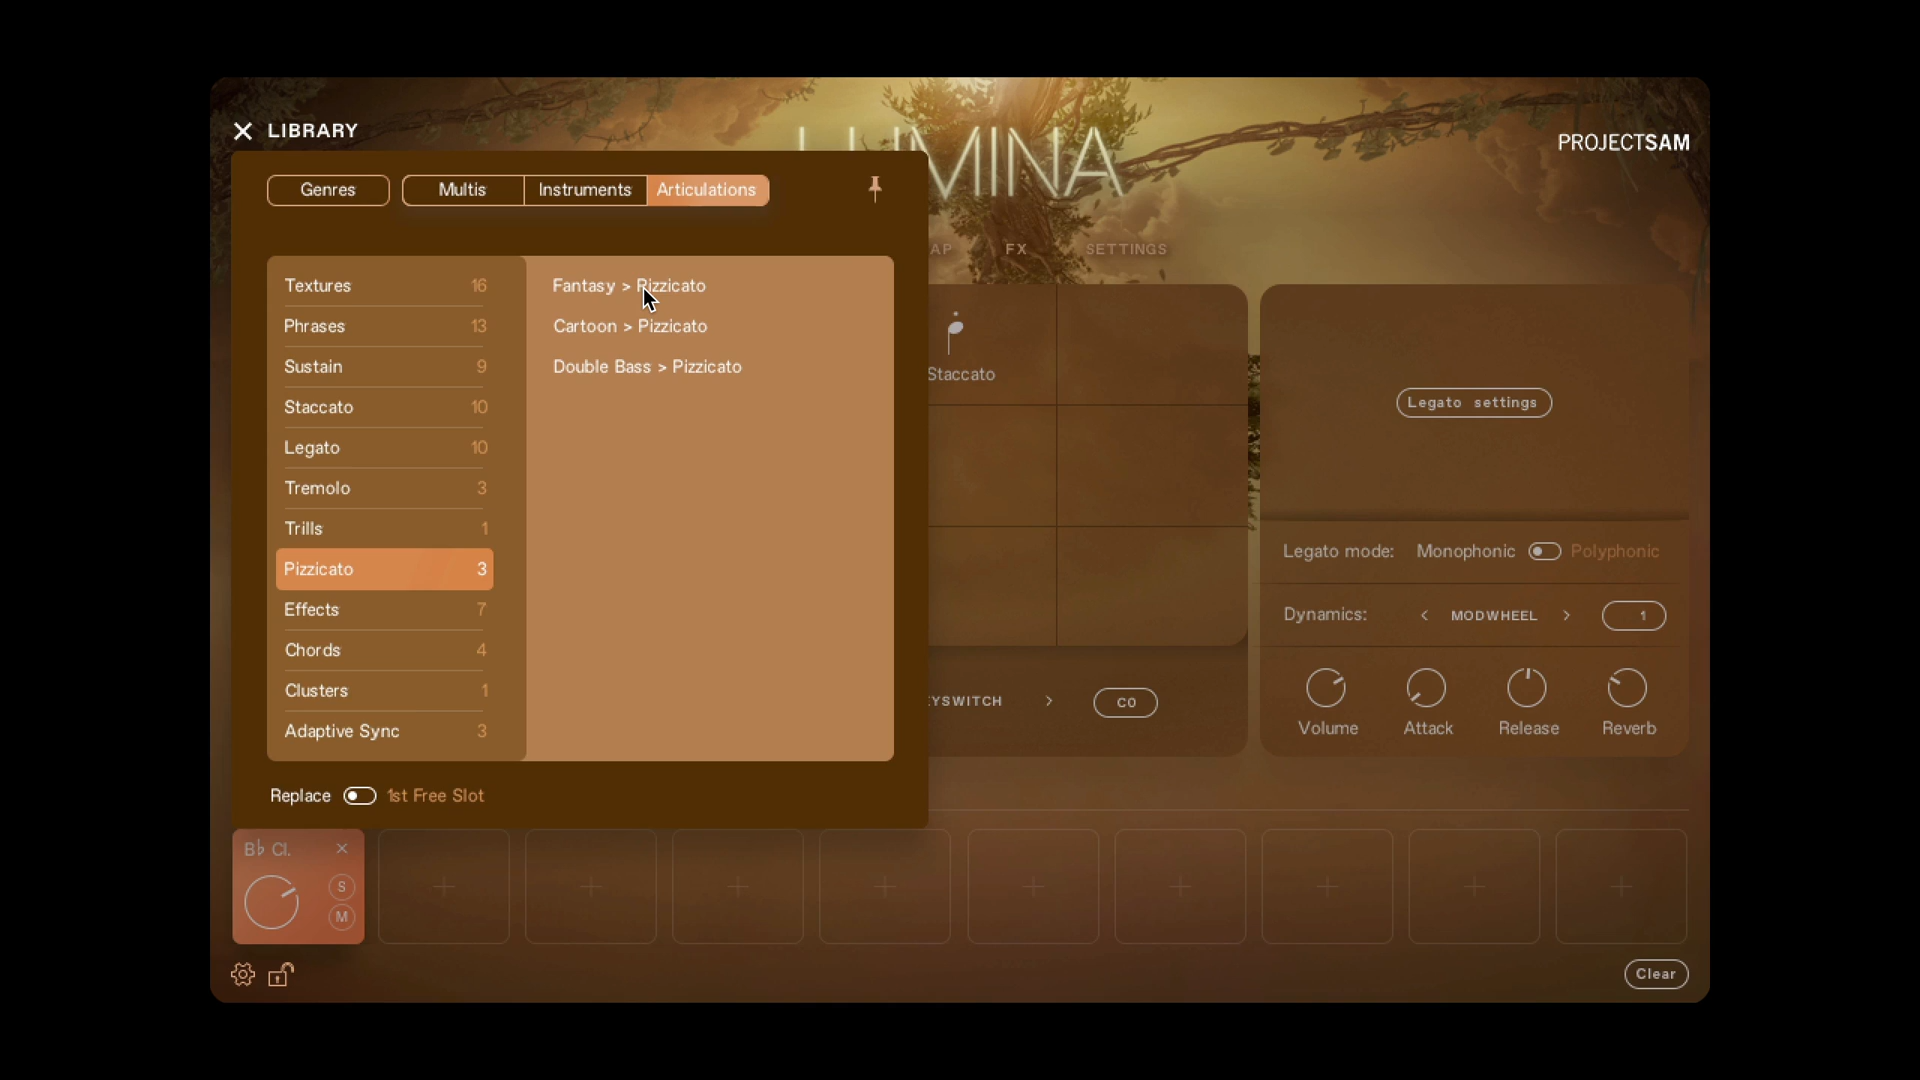 LIBRARY
LUMINA
PROJECTSAM
Genres
Multis
Instruments
Articulations
FX
SETTINGS
Textures 16
Phrases 13
Sustain 9
Staccato 10
Legato 10
Tremolo 3
Trills 1
Pizzicato 3
Effects 7
Chords 4
Clusters 1
Adaptive Sync 3
Fantasy > Pizzicato
Cartoon > Pizzicato
Double Bass > Pizzicato
Replace 1st Free Slot
Staccato
EYSWITCH > C0
Legato settings
Legato mode: Monophonic Polyphonic
Dynamics: < MODWHEEL > 1
Volume Attack Release Reverb
B♭ Cl. ×
S
M
Clear